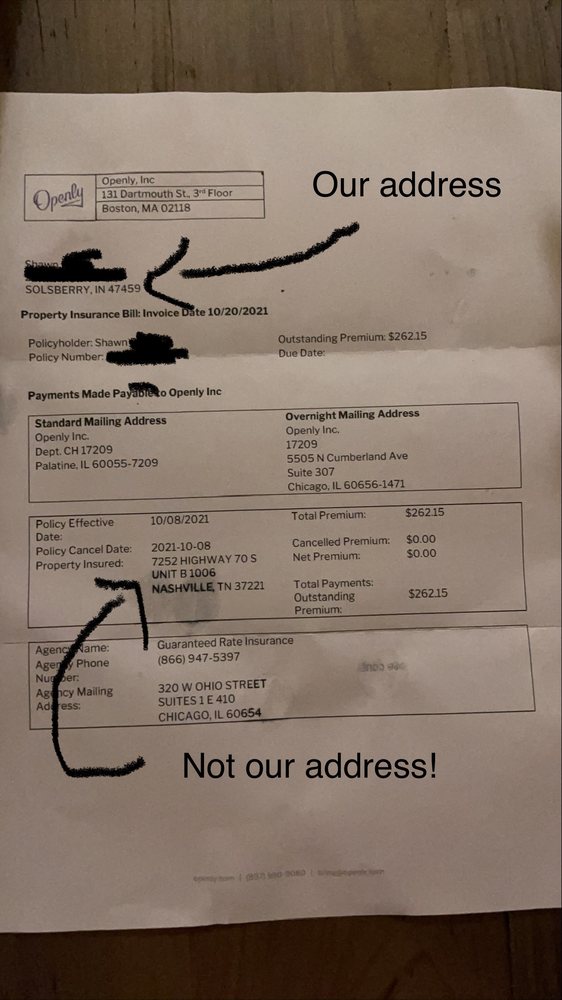 Our address
Openly
Openly, Inc
131 Dartmouth St., 3rd Floor
Boston, MA 02118
Shawn
SOLSBERRY, IN 47459
Property Insurance Bill: Invoice Date 10/20/2021
Policyholder: Shawn
Outstanding Premium: $262.15
Policy Number:
Due Date:
Payments Made Payable to Openly Inc
Standard Mailing Address
Openly Inc.
Dept. CH 17209
Palatine, IL 60055-7209
Overnight Mailing Address
Openly Inc.
17209
5505 N Cumberland Ave
Suite 307
Chicago, IL 60656-1471
Policy Effective Date: 10/08/2021
Policy Cancel Date: 2021-10-08
Property Insured: 7252 HIGHWAY 70 S
UNIT B 1006
NASHVILLE, TN 37221
Total Premium: $262.15
Cancelled Premium: $0.00
Net Premium: $0.00
Total Payments:
Outstanding Premium: $262.15
Agency Name: Guaranteed Rate Insurance
Agency Phone Number: (866) 947-5397
Agency Mailing Address: 320 W OHIO STREET
SUITES 1 E 410
CHICAGO, IL 60654
Not our address!
openly.com